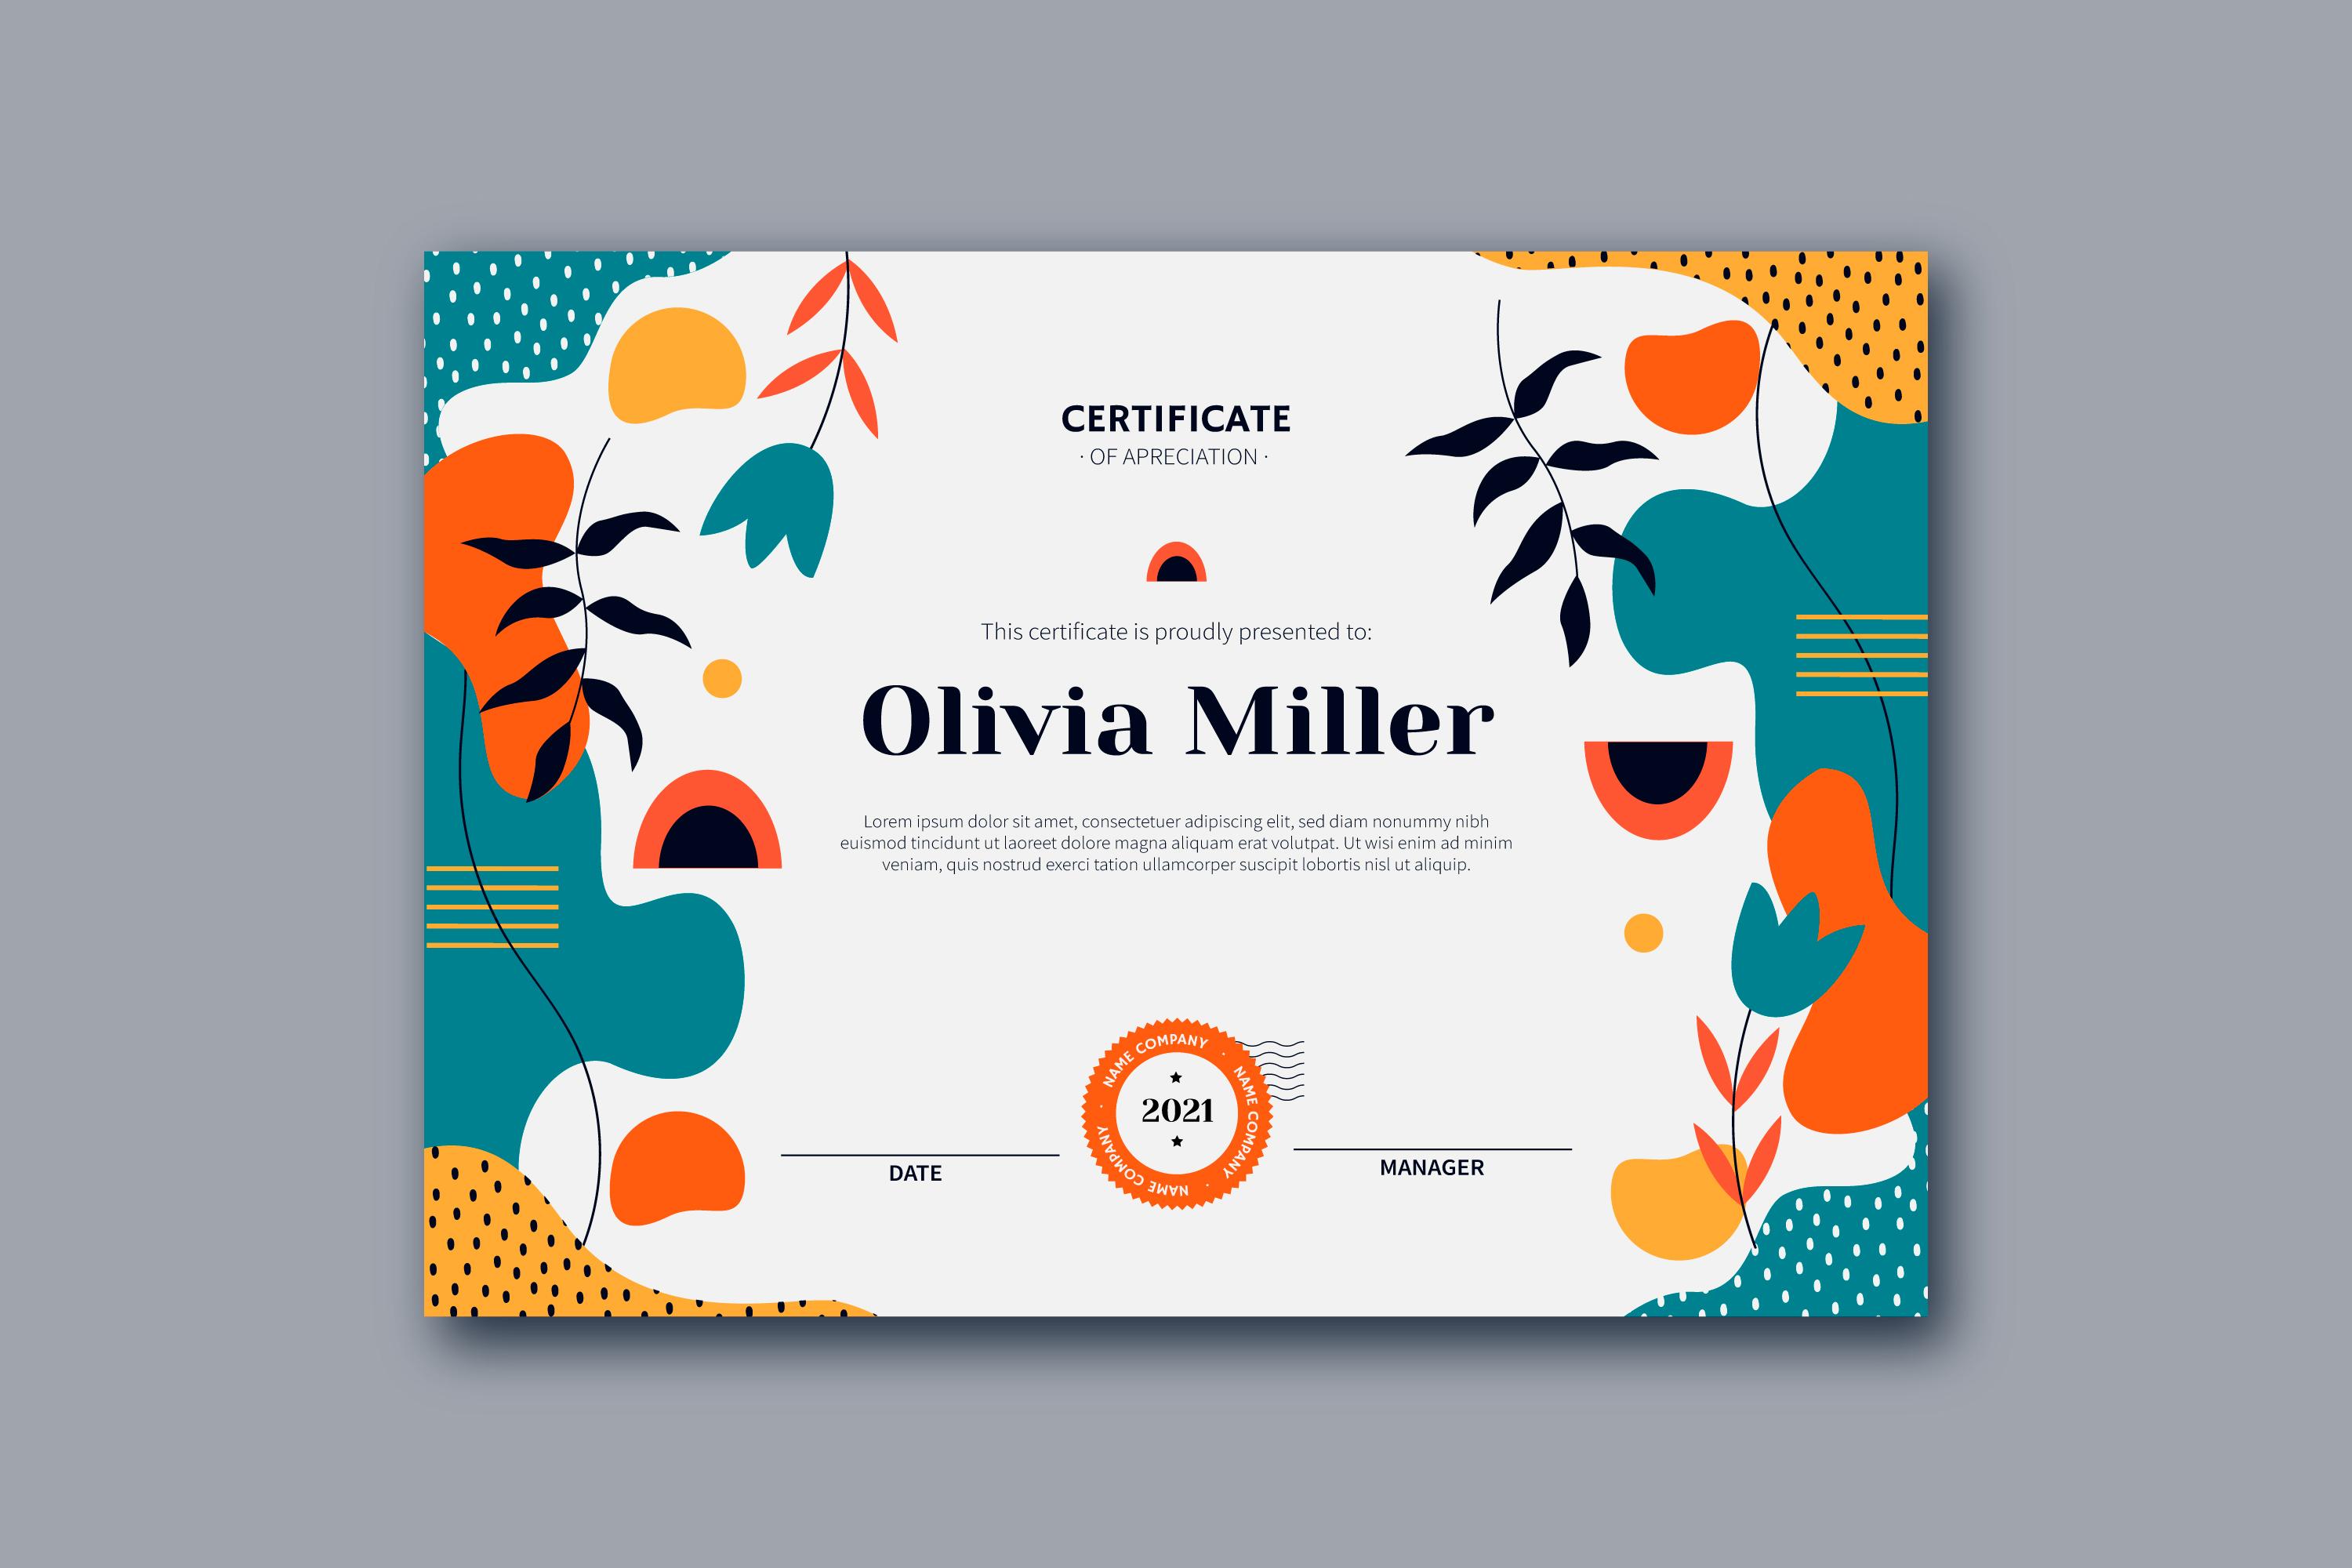 CERTIFICATE
· OF APRECIATION ·
This certificate is proudly presented to:
Olivia Miller
Lorem ipsum dolor sit amet, consectetuer adipiscing elit, sed diam nonummy nibh
euismod tincidunt ut laoreet dolore magna aliquam erat volutpat. Ut wisi enim ad minim
veniam, quis nostrud exerci tation ullamcorper suscipit lobortis nisl ut aliquip.
NAME COMPANY · NAME COMPANY · NAME COMPANY ·
2021
DATE
MANAGER